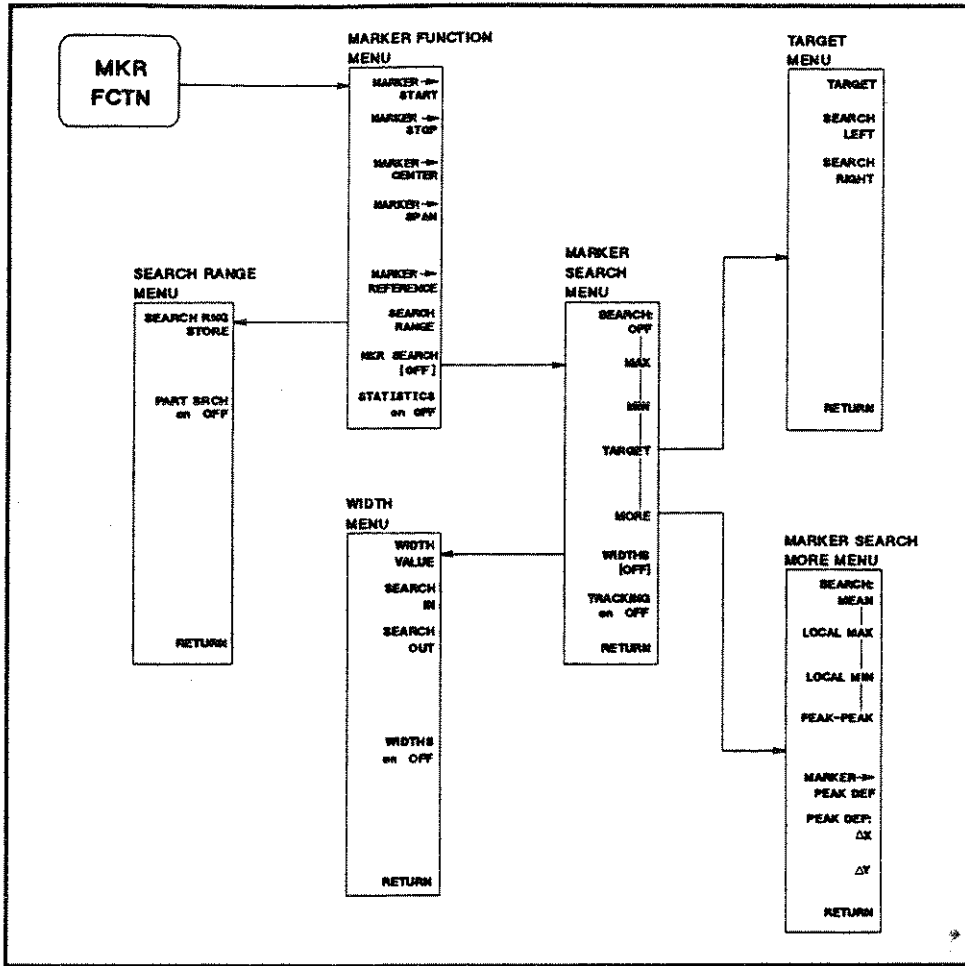 MKR
FCTN
MARKER FUNCTION
MENU
MARKER→
START
MARKER→
STOP
MARKER→
CENTER
MARKER→
SPAN
MARKER→
REFERENCE
SEARCH
RANGE
MKR SEARCH
[OFF]
STATISTICS
on OFF
SEARCH RANGE
MENU
SEARCH RNG
STORE
PART SRCH
on OFF
RETURN
MARKER
SEARCH
MENU
SEARCH:
OFF
MAX
MIN
TARGET
MORE
WIDTHS
[OFF]
TRACKING
on OFF
RETURN
WIDTH
MENU
WIDTH
VALUE
SEARCH
IN
SEARCH
OUT
WIDTHS
on OFF
RETURN
TARGET
MENU
TARGET
SEARCH
LEFT
SEARCH
RIGHT
RETURN
MARKER SEARCH
MORE MENU
SEARCH:
MEAN
LOCAL MAX
LOCAL MIN
PEAK-PEAK
MARKER→
PEAK DEF
PEAK DEF:
ΔX
ΔY
RETURN